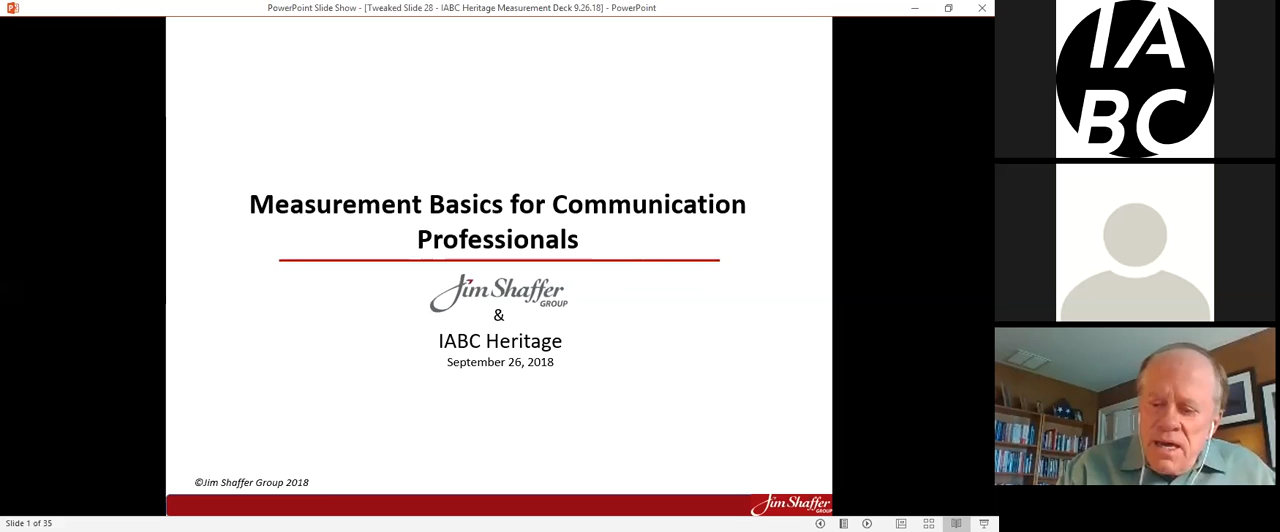 PowerPoint Slide Show - [Tweaked Slide 28 - IABC Heritage Measurement Deck 9.26.18] - PowerPoint
IA
BC
Measurement Basics for Communication
Professionals
Jim Shaffer
GROUP
&
IABC Heritage
September 26, 2018
©Jim Shaffer Group 2018
Jim Shaffer
GROUP
Slide 1 of 35